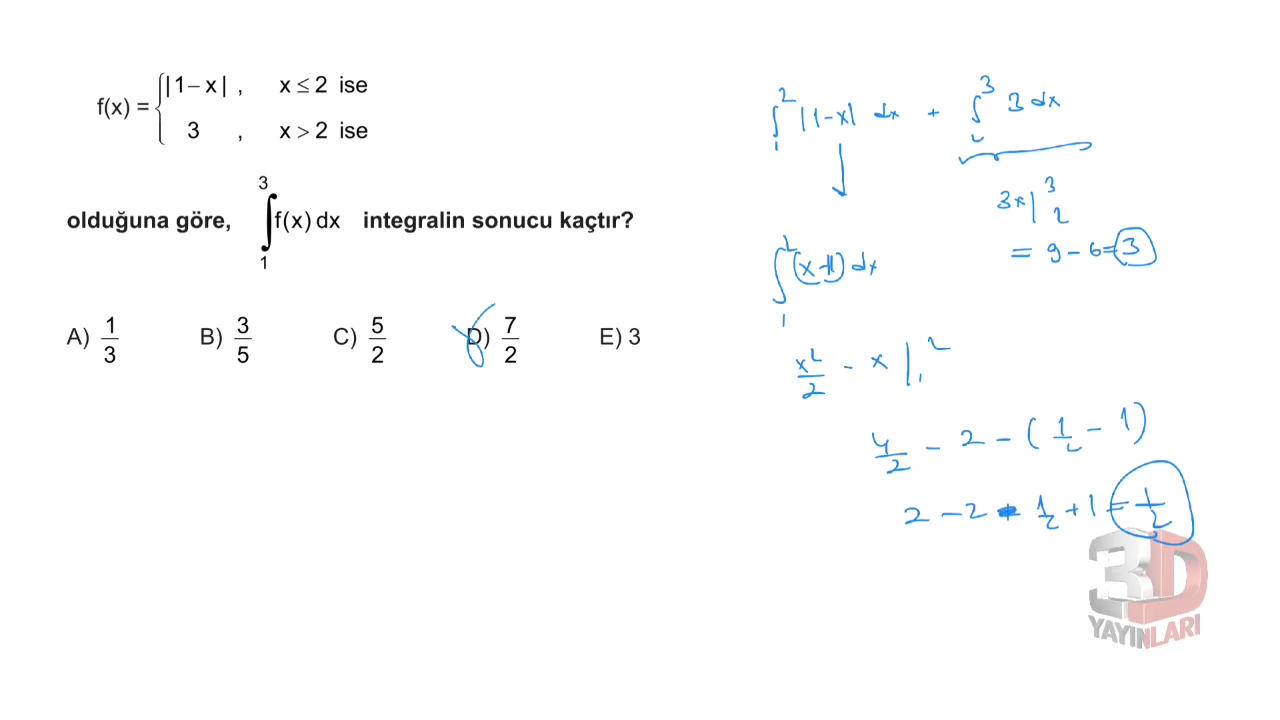 f(x) = { |1 – x| , x ≤ 2 ise
3 , x > 2 ise
olduğuna göre, ∫₁³ f(x) dx integralin sonucu kaçtır?
A) 1/3 B) 3/5 C) 5/2 D) 7/2 E) 3
∫₁² |1-x| dx + ∫₂³ 3 dx
3x |₂³
= 9 - 6 = 3
∫₁² (x-1) dx
x²/2 - x |₁²
4/2 - 2 - (1/2 - 1)
2 - 2 - 1/2 + 1 = 1/2
3D
YAYINLARI